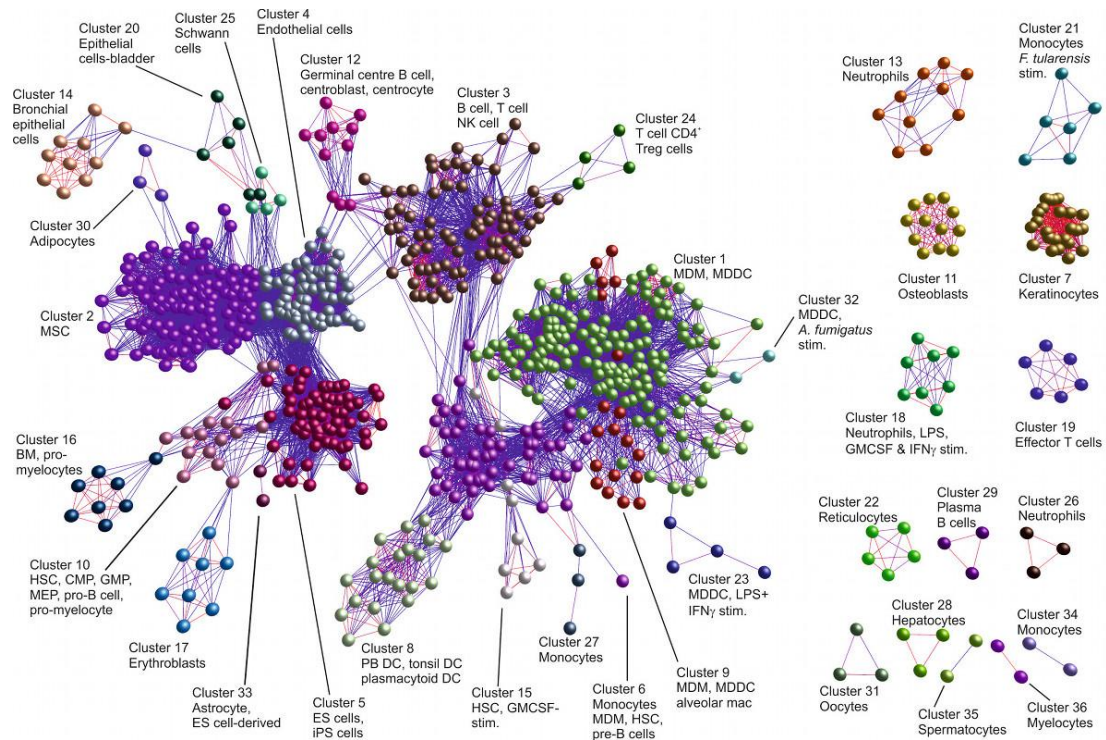 Cluster 20
Epithelial
cells-bladder
Cluster 25
Schwann
cells
Cluster 4
Endothelial cells
Cluster 12
Germinal centre B cell,
centroblast, centrocyte
Cluster 3
B cell, T cell
NK cell
Cluster 24
T cell CD4⁺
Treg cells
Cluster 13
Neutrophils
Cluster 21
Monocytes
F. tularensis
stim.
Cluster 14
Bronchial
epithelial
cells
Cluster 30
Adipocytes
Cluster 2
MSC
Cluster 1
MDM, MDDC
Cluster 32
MDDC,
A. fumigatus
stim.
Cluster 11
Osteoblasts
Cluster 7
Keratinocytes
Cluster 18
Neutrophils, LPS,
GMCSF & IFNγ stim.
Cluster 19
Effector T cells
Cluster 16
BM, pro-
myelocytes
Cluster 10
HSC, CMP, GMP,
MEP, pro-B cell,
pro-myelocyte
Cluster 17
Erythroblasts
Cluster 33
Astrocyte,
ES cell-derived
Cluster 5
ES cells,
iPS cells
Cluster 8
PB DC, tonsil DC
plasmacytoid DC
Cluster 15
HSC, GMCSF-
stim.
Cluster 27
Monocytes
Cluster 6
Monocytes
MDM, HSC,
pre-B cells
Cluster 9
MDM, MDDC
alveolar mac
Cluster 23
MDDC, LPS+
IFNγ stim.
Cluster 22
Reticulocytes
Cluster 29
Plasma
B cells
Cluster 26
Neutrophils
Cluster 28
Hepatocytes
Cluster 34
Monocytes
Cluster 31
Oocytes
Cluster 35
Spermatocytes
Cluster 36
Myelocytes